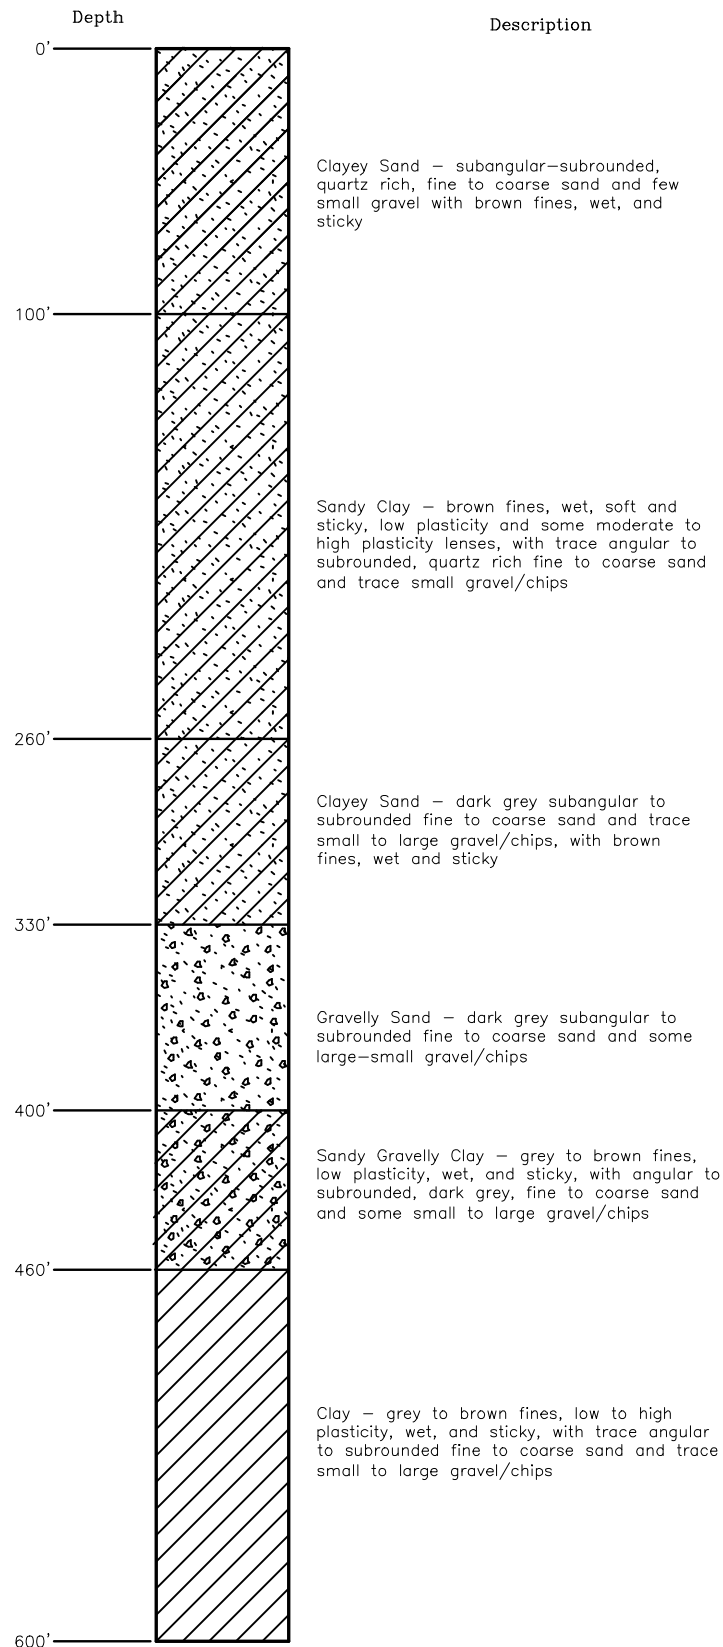 Depth
Description
0'
Clayey Sand – subangular–subrounded,
quartz rich, fine to coarse sand and few
small gravel with brown fines, wet, and
sticky
100'
Sandy Clay – brown fines, wet, soft and
sticky, low plasticity and some moderate to
high plasticity lenses, with trace angular to
subrounded, quartz rich fine to coarse sand
and trace small gravel/chips
260'
Clayey Sand – dark grey subangular to
subrounded fine to coarse sand and trace
small to large gravel/chips, with brown
fines, wet and sticky
330'
Gravelly Sand – dark grey subangular to
subrounded fine to coarse sand and some
large–small gravel/chips
400'
Sandy Gravelly Clay – grey to brown fines,
low plasticity, wet, and sticky, with angular to
subrounded, dark grey, fine to coarse sand
and some small to large gravel/chips
460'
Clay – grey to brown fines, low to high
plasticity, wet, and sticky, with trace angular
to subrounded fine to coarse sand and trace
small to large gravel/chips
600'